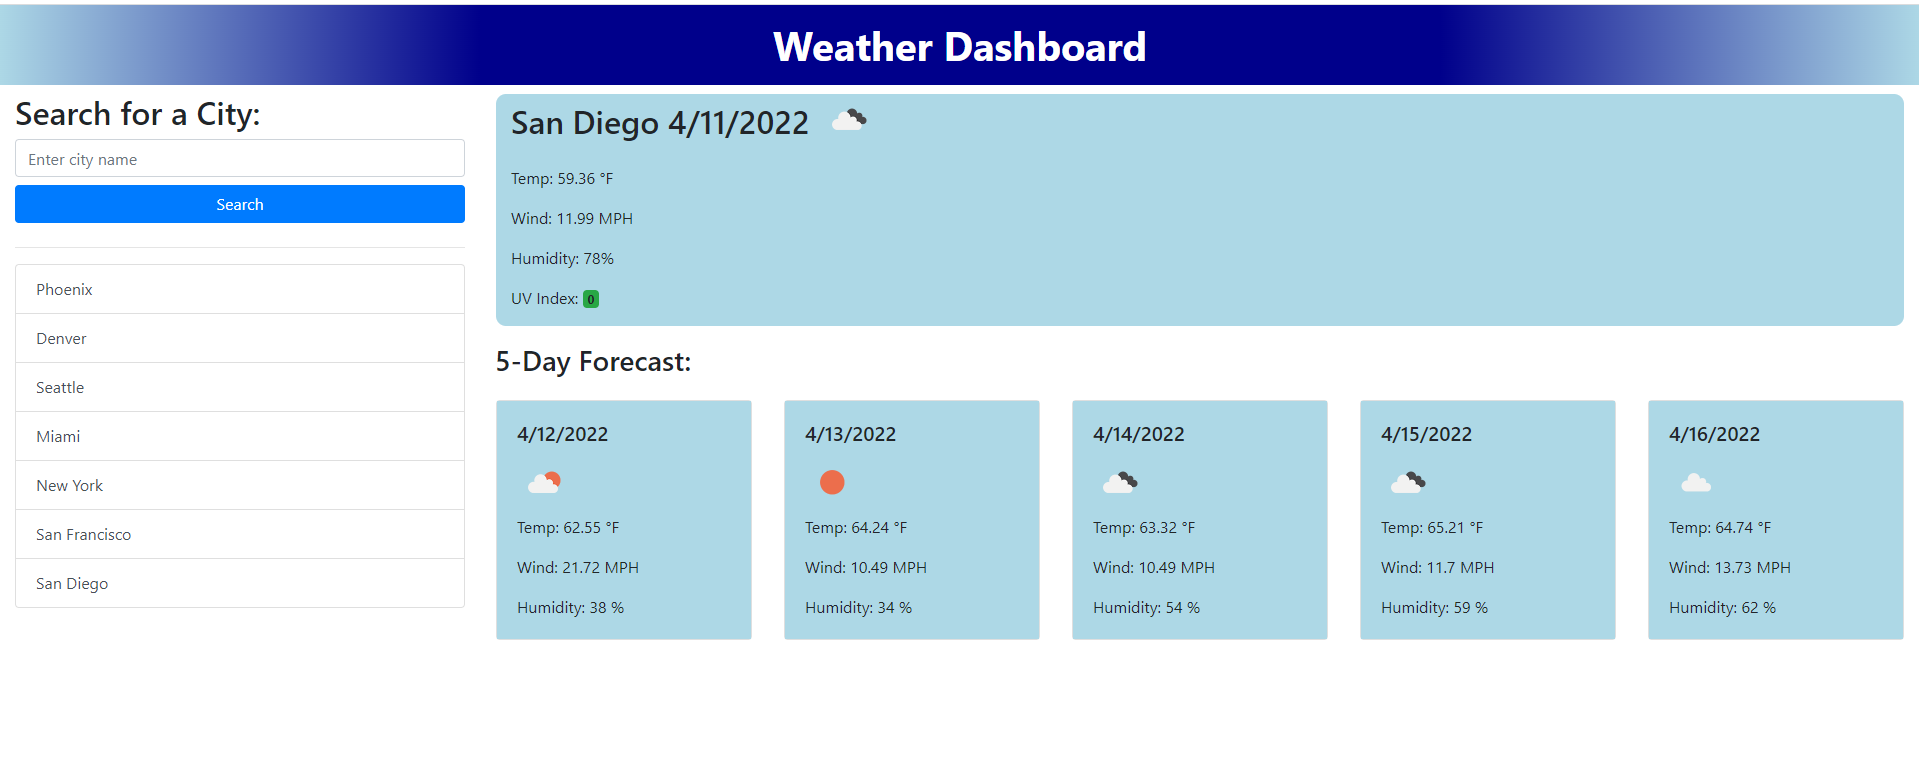 Weather Dashboard
Search for a City:
Enter city name
Search
Phoenix
Denver
Seattle
Miami
New York
San Francisco
San Diego
San Diego 4/11/2022
Temp: 59.36 °F
Wind: 11.99 MPH
Humidity: 78%
UV Index: 0
5-Day Forecast:
4/12/2022
Temp: 62.55 °F
Wind: 21.72 MPH
Humidity: 38 %
4/13/2022
Temp: 64.24 °F
Wind: 10.49 MPH
Humidity: 34 %
4/14/2022
Temp: 63.32 °F
Wind: 10.49 MPH
Humidity: 54 %
4/15/2022
Temp: 65.21 °F
Wind: 11.7 MPH
Humidity: 59 %
4/16/2022
Temp: 64.74 °F
Wind: 13.73 MPH
Humidity: 62 %